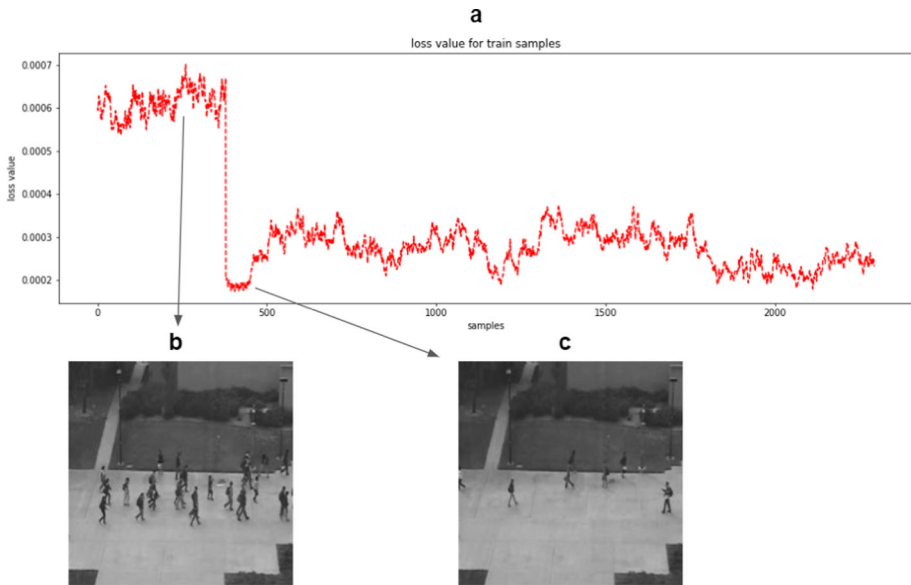 a
loss value for train samples
0.0007
0.0006
0.0005
0.0004
0.0003
0.0002
loss value
0
500
1000
1500
2000
samples
b
c